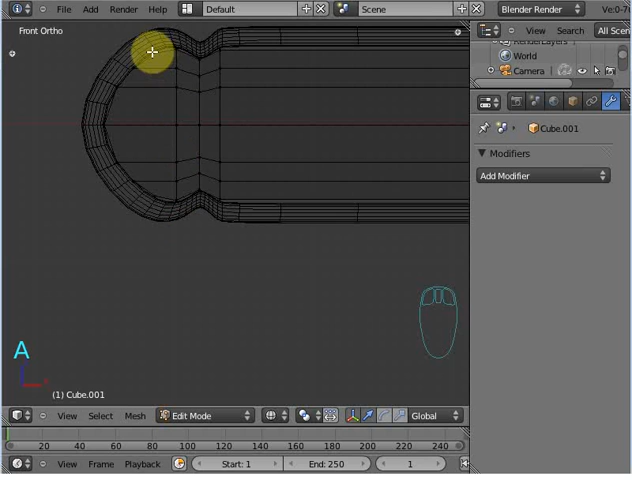 File Add Render Help Default Scene Blender Render
Front Ortho
View Search All Scen
World
Camera
Cube.001
Modifiers
Add Modifier
A
(1) Cube.001
View Select Mesh Edit Mode Global
20 40 60 80 100 120 140 160 180 200 220 240
View Frame Playback Start: 1 End: 250 1